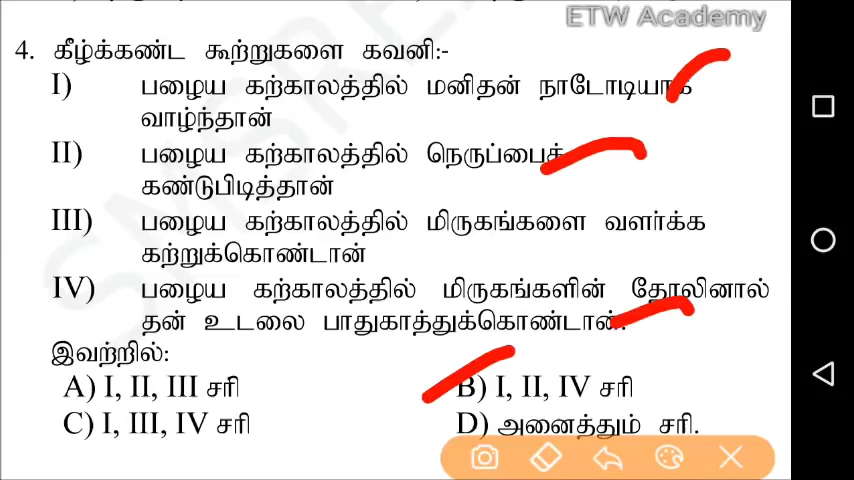 ETW Academy
4. கீழ்க்கண்ட கூற்றுகளை கவனி:-
I) பழைய கற்காலத்தில் மனிதன் நாடோடியாக
வாழ்ந்தான்
II) பழைய கற்காலத்தில் நெருப்பைக்
கண்டுபிடித்தான்
III) பழைய கற்காலத்தில் மிருகங்களை வளர்க்க
கற்றுக்கொண்டான்
IV) பழைய கற்காலத்தில் மிருகங்களின் தோலினால்
தன் உடலை பாதுகாத்துக்கொண்டான்.
இவற்றில்:
A) I, II, III சரி B) I, II, IV சரி
C) I, III, IV சரி D) அனைத்தும் சரி.